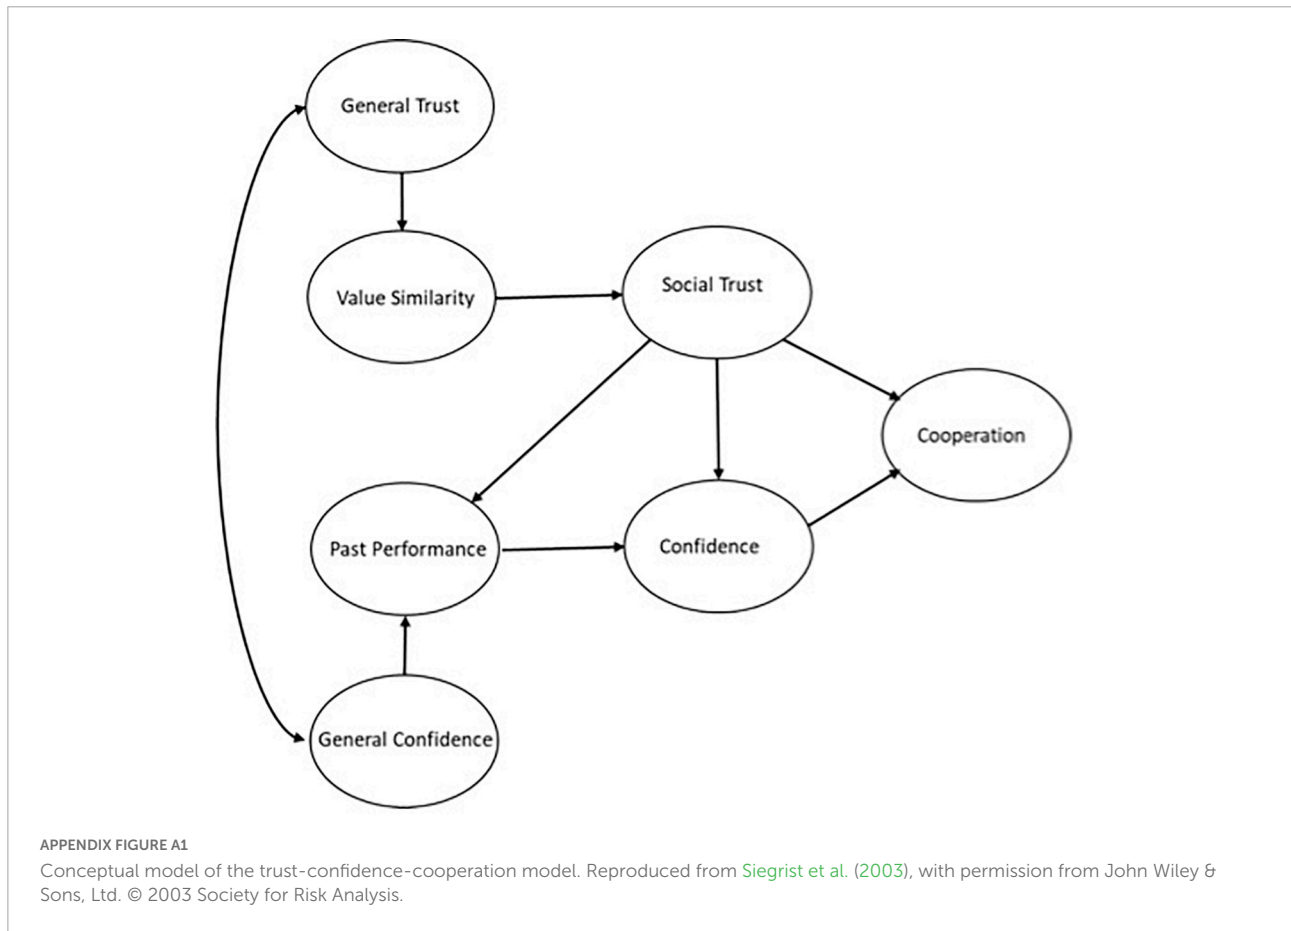 General Trust
Value Similarity
Social Trust
Cooperation
Past Performance
Confidence
General Confidence
APPENDIX FIGURE A1
Conceptual model of the trust-confidence-cooperation model. Reproduced from Siegrist et al. (2003), with permission from John Wiley &
Sons, Ltd. © 2003 Society for Risk Analysis.